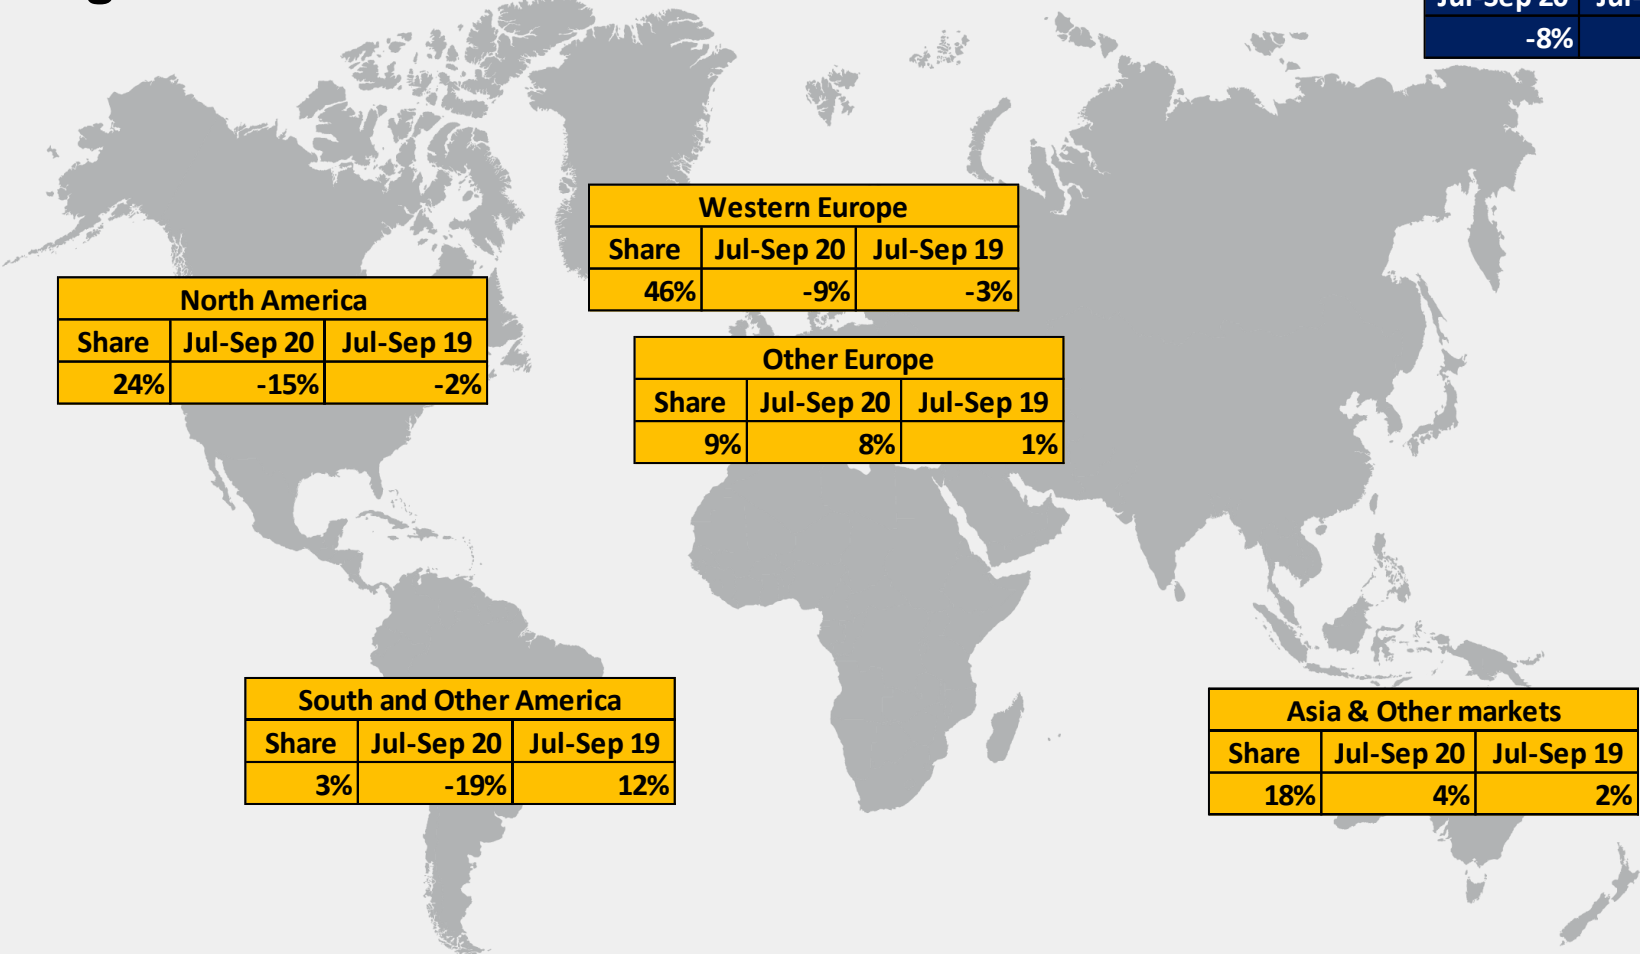 Jul-Sep 20
-8%
Western Europe
Share Jul-Sep 20 Jul-Sep 19
46% -9% -3%
North America
Share Jul-Sep 20 Jul-Sep 19
24% -15% -2%
Other Europe
Share Jul-Sep 20 Jul-Sep 19
9% 8% 1%
South and Other America
Share Jul-Sep 20 Jul-Sep 19
3% -19% 12%
Asia & Other markets
Share Jul-Sep 20 Jul-Sep 19
18% 4% 2%